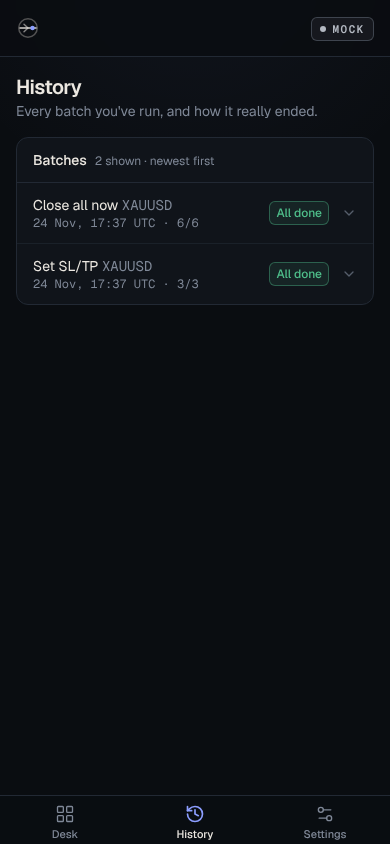 MOCK
History
Every batch you've run, and how it really ended.
Batches 2 shown · newest first
Close all now XAUUSD
24 Nov, 17:37 UTC · 6/6
All done
Set SL/TP XAUUSD
24 Nov, 17:37 UTC · 3/3
All done
Desk
History
Settings